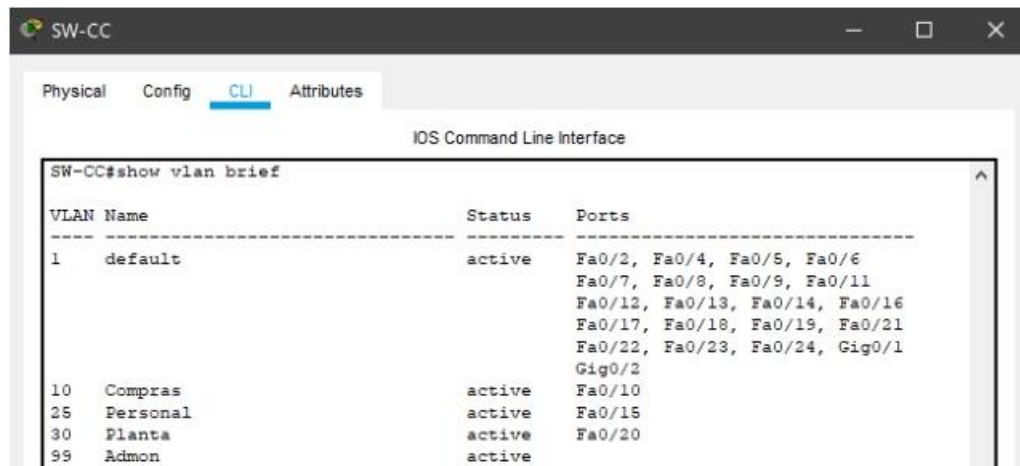 SW-CC
Physical Config CLI Attributes
IOS Command Line Interface
SW-CC#show vlan brief
VLAN Name Status Ports
---- -------------------------------- --------- -------------------------------
1 default active Fa0/2, Fa0/4, Fa0/5, Fa0/6
Fa0/7, Fa0/8, Fa0/9, Fa0/11
Fa0/12, Fa0/13, Fa0/14, Fa0/16
Fa0/17, Fa0/18, Fa0/19, Fa0/21
Fa0/22, Fa0/23, Fa0/24, Gig0/1
Gig0/2
10 Compras active Fa0/10
25 Personal active Fa0/15
30 Planta active Fa0/20
99 Admon active